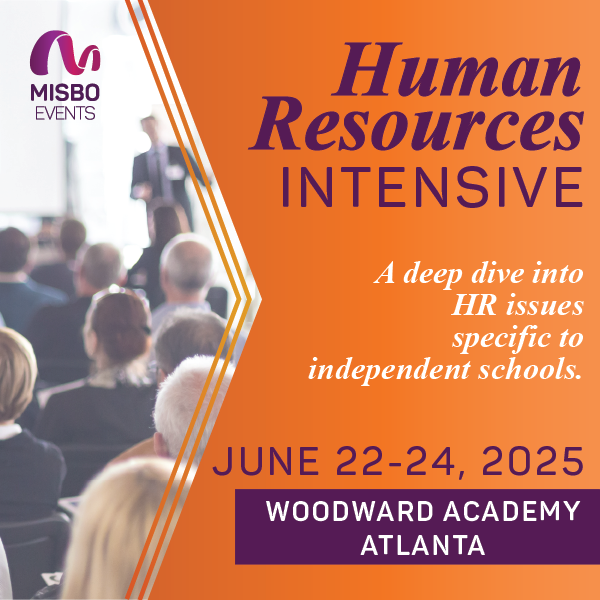 MISBO
EVENTS
Human
Resources
INTENSIVE
A deep dive into
HR issues
specific to
independent schools.
JUNE 22-24, 2025
WOODWARD ACADEMY
ATLANTA